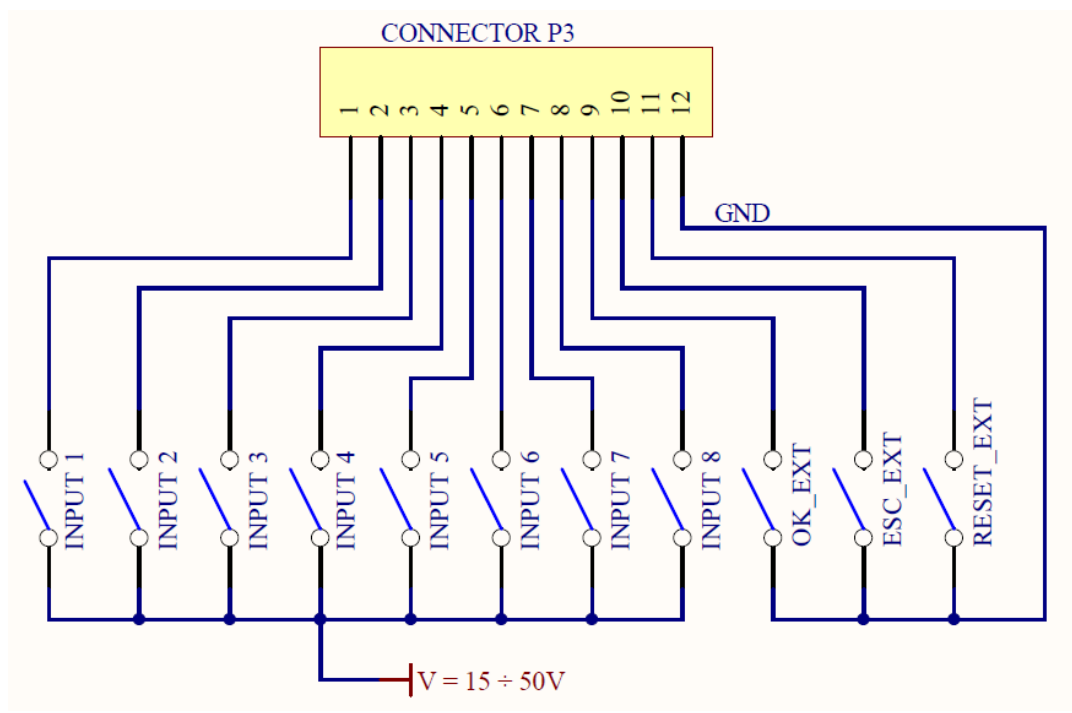 CONNECTOR P3
1
2
3
4
5
6
7
8
9
10
11
12
GND
INPUT 1
INPUT 2
INPUT 3
INPUT 4
INPUT 5
INPUT 6
INPUT 7
INPUT 8
OK_EXT
ESC_EXT
RESET_EXT
V = 15 ÷ 50V